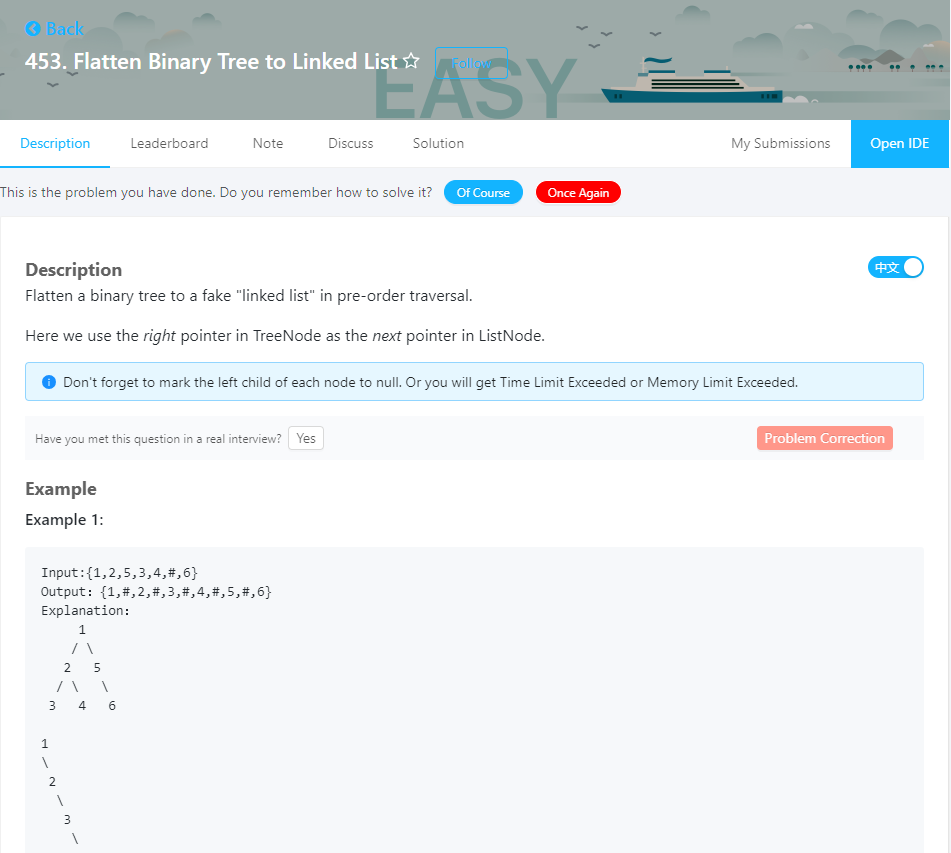 Back
453. Flatten Binary Tree to Linked List
Follow
EASY
Description Leaderboard Note Discuss Solution My Submissions Open IDE
This is the problem you have done. Do you remember how to solve it? Of Course Once Again
Description
中文
Flatten a binary tree to a fake "linked list" in pre-order traversal.
Here we use the right pointer in TreeNode as the next pointer in ListNode.
Don't forget to mark the left child of each node to null. Or you will get Time Limit Exceeded or Memory Limit Exceeded.
Have you met this question in a real interview? Yes Problem Correction
Example
Example 1:
Input:{1,2,5,3,4,#,6}
Output: {1,#,2,#,3,#,4,#,5,#,6}
Explanation:
     1
    / \
   2   5
  / \   \
 3   4   6
1
\
 2
  \
   3
    \